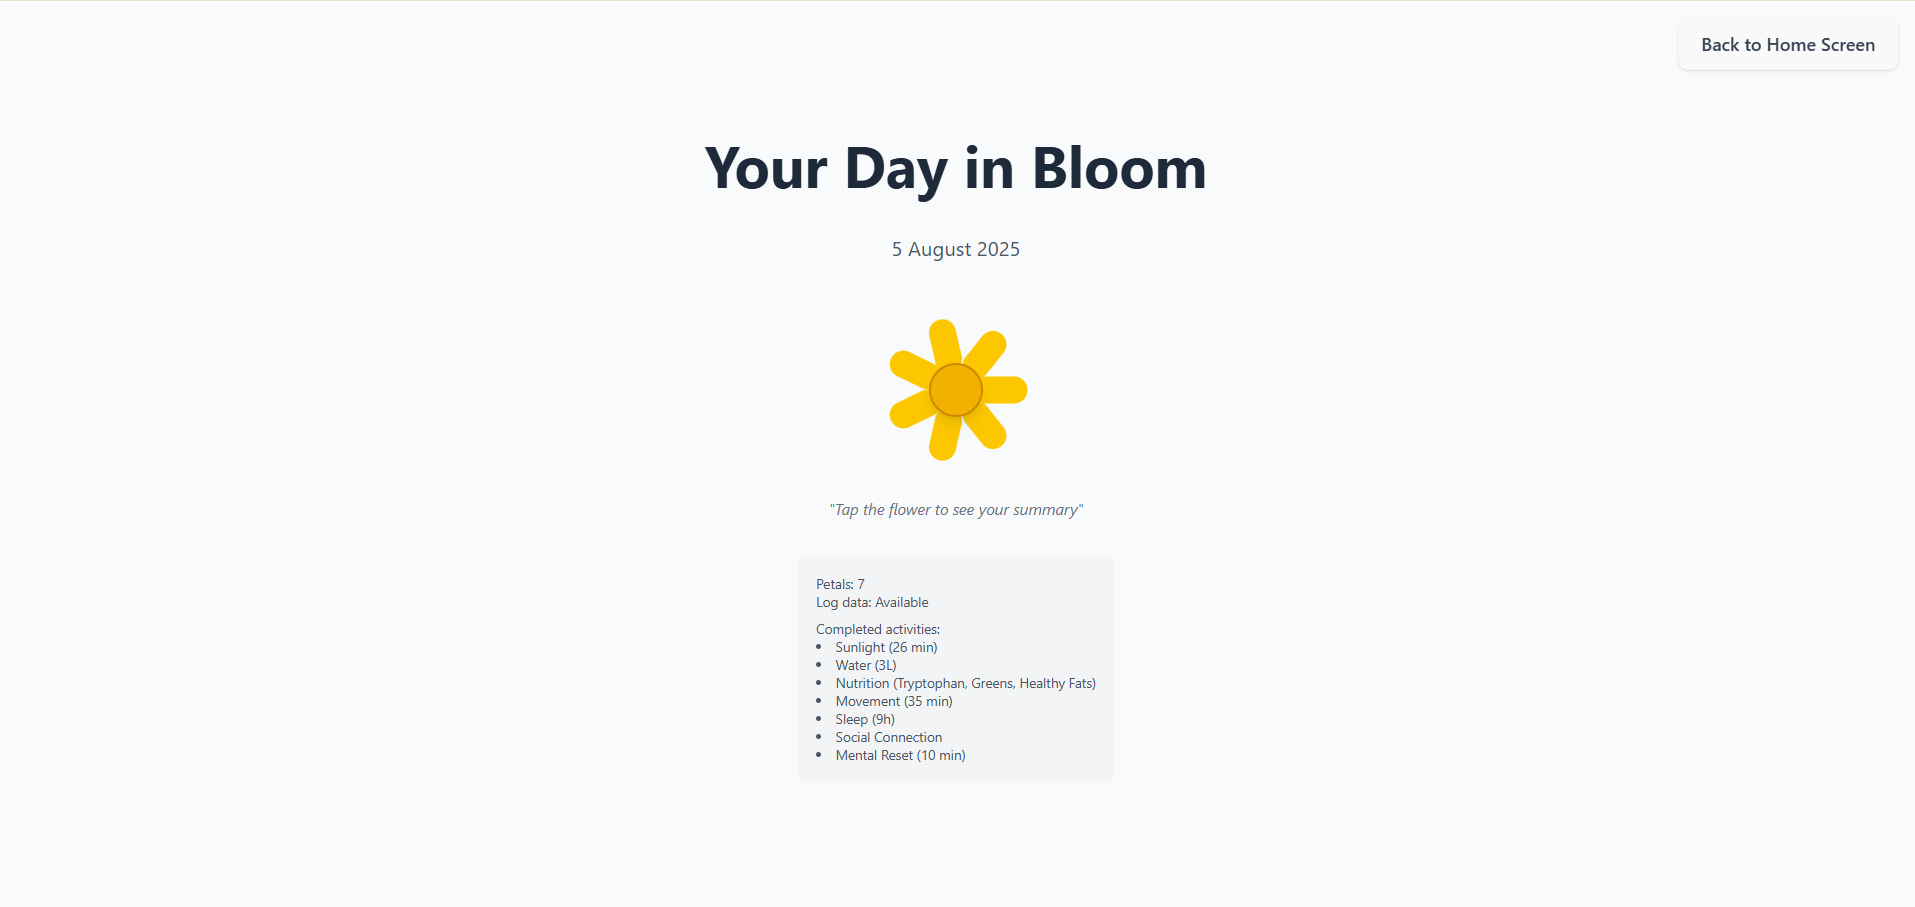 Back to Home Screen
Your Day in Bloom
5 August 2025
"Tap the flower to see your summary"
Petals: 7
Log data: Available
Completed activities:
• Sunlight (26 min)
• Water (3L)
• Nutrition (Tryptophan, Greens, Healthy Fats)
• Movement (35 min)
• Sleep (9h)
• Social Connection
• Mental Reset (10 min)